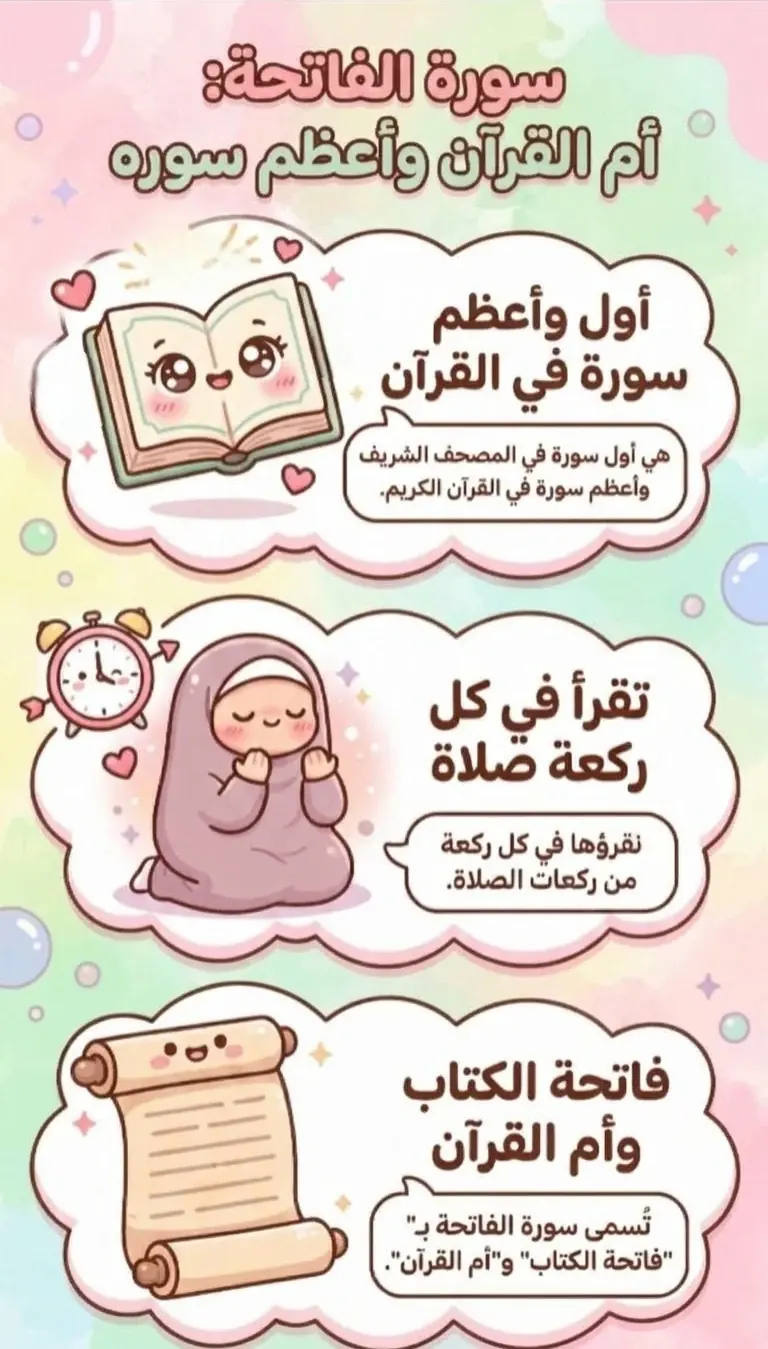 سورة الفاتحة:
أم القرآن وأعظم سوره
أول وأعظم
سورة في القرآن
هي أول سورة في المصحف الشريف
وأعظم سورة في القرآن الكريم.
تقرأ في كل
ركعة صلاة
نقرؤها في كل ركعة
من ركعات الصلاة.
فاتحة الكتاب
وأم القرآن
تُسمى سورة الفاتحة بـ"
"فاتحة الكتاب" و"أم القرآن".